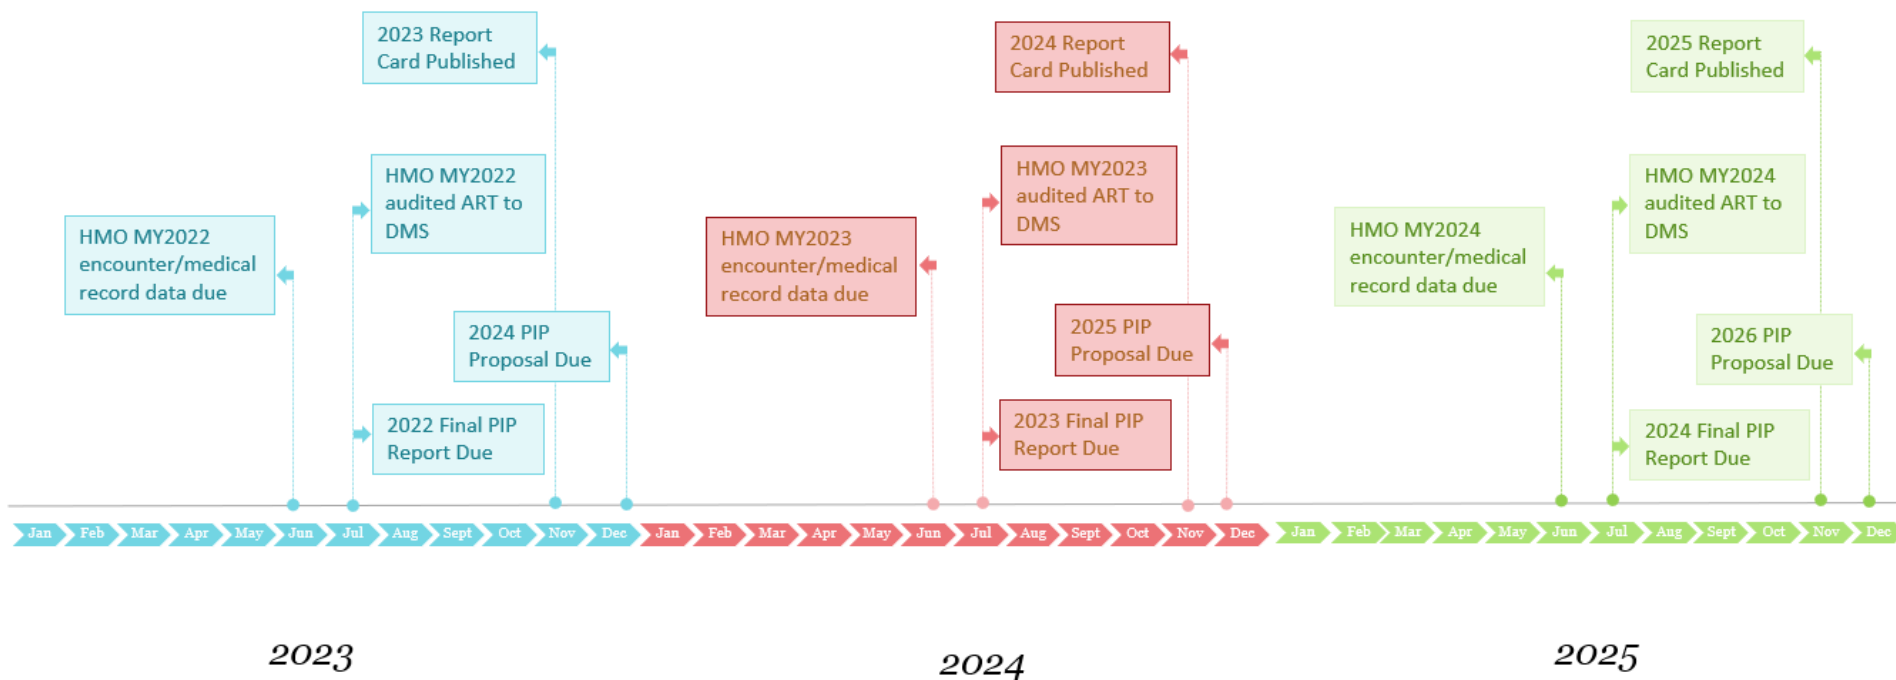 2023 Report
Card Published
HMO MY2022
audited ART to
DMS
HMO MY2022
encounter/medical
record data due
2024 PIP
Proposal Due
2022 Final PIP
Report Due
2024 Report
Card Published
HMO MY2023
audited ART to
DMS
HMO MY2023
encounter/medical
record data due
2025 PIP
Proposal Due
2023 Final PIP
Report Due
2025 Report
Card Published
HMO MY2024
audited ART to
DMS
HMO MY2024
encounter/medical
record data due
2026 PIP
Proposal Due
2024 Final PIP
Report Due
Jan Feb Mar Apr May Jun Jul Aug Sept Oct Nov Dec Jan Feb Mar Apr May Jun Jul Aug Sept Oct Nov Dec Jan Feb Mar Apr May Jun Jul Aug Sept Oct Nov Dec
2023 2024 2025